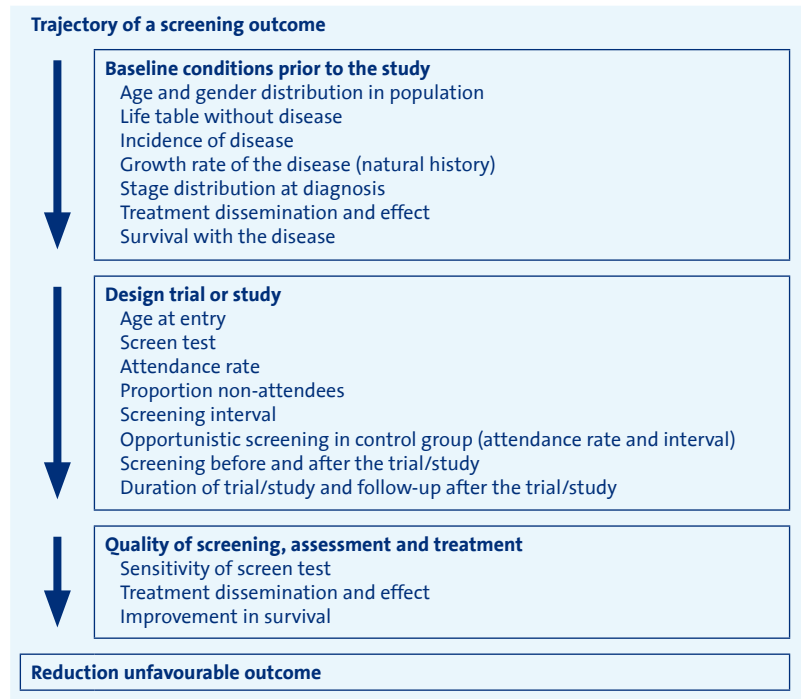 Trajectory of a screening outcome
Baseline conditions prior to the study
Age and gender distribution in population
Life table without disease
Incidence of disease
Growth rate of the disease (natural history)
Stage distribution at diagnosis
Treatment dissemination and effect
Survival with the disease
Design trial or study
Age at entry
Screen test
Attendance rate
Proportion non-attendees
Screening interval
Opportunistic screening in control group (attendance rate and interval)
Screening before and after the trial/study
Duration of trial/study and follow-up after the trial/study
Quality of screening, assessment and treatment
Sensitivity of screen test
Treatment dissemination and effect
Improvement in survival
Reduction unfavourable outcome